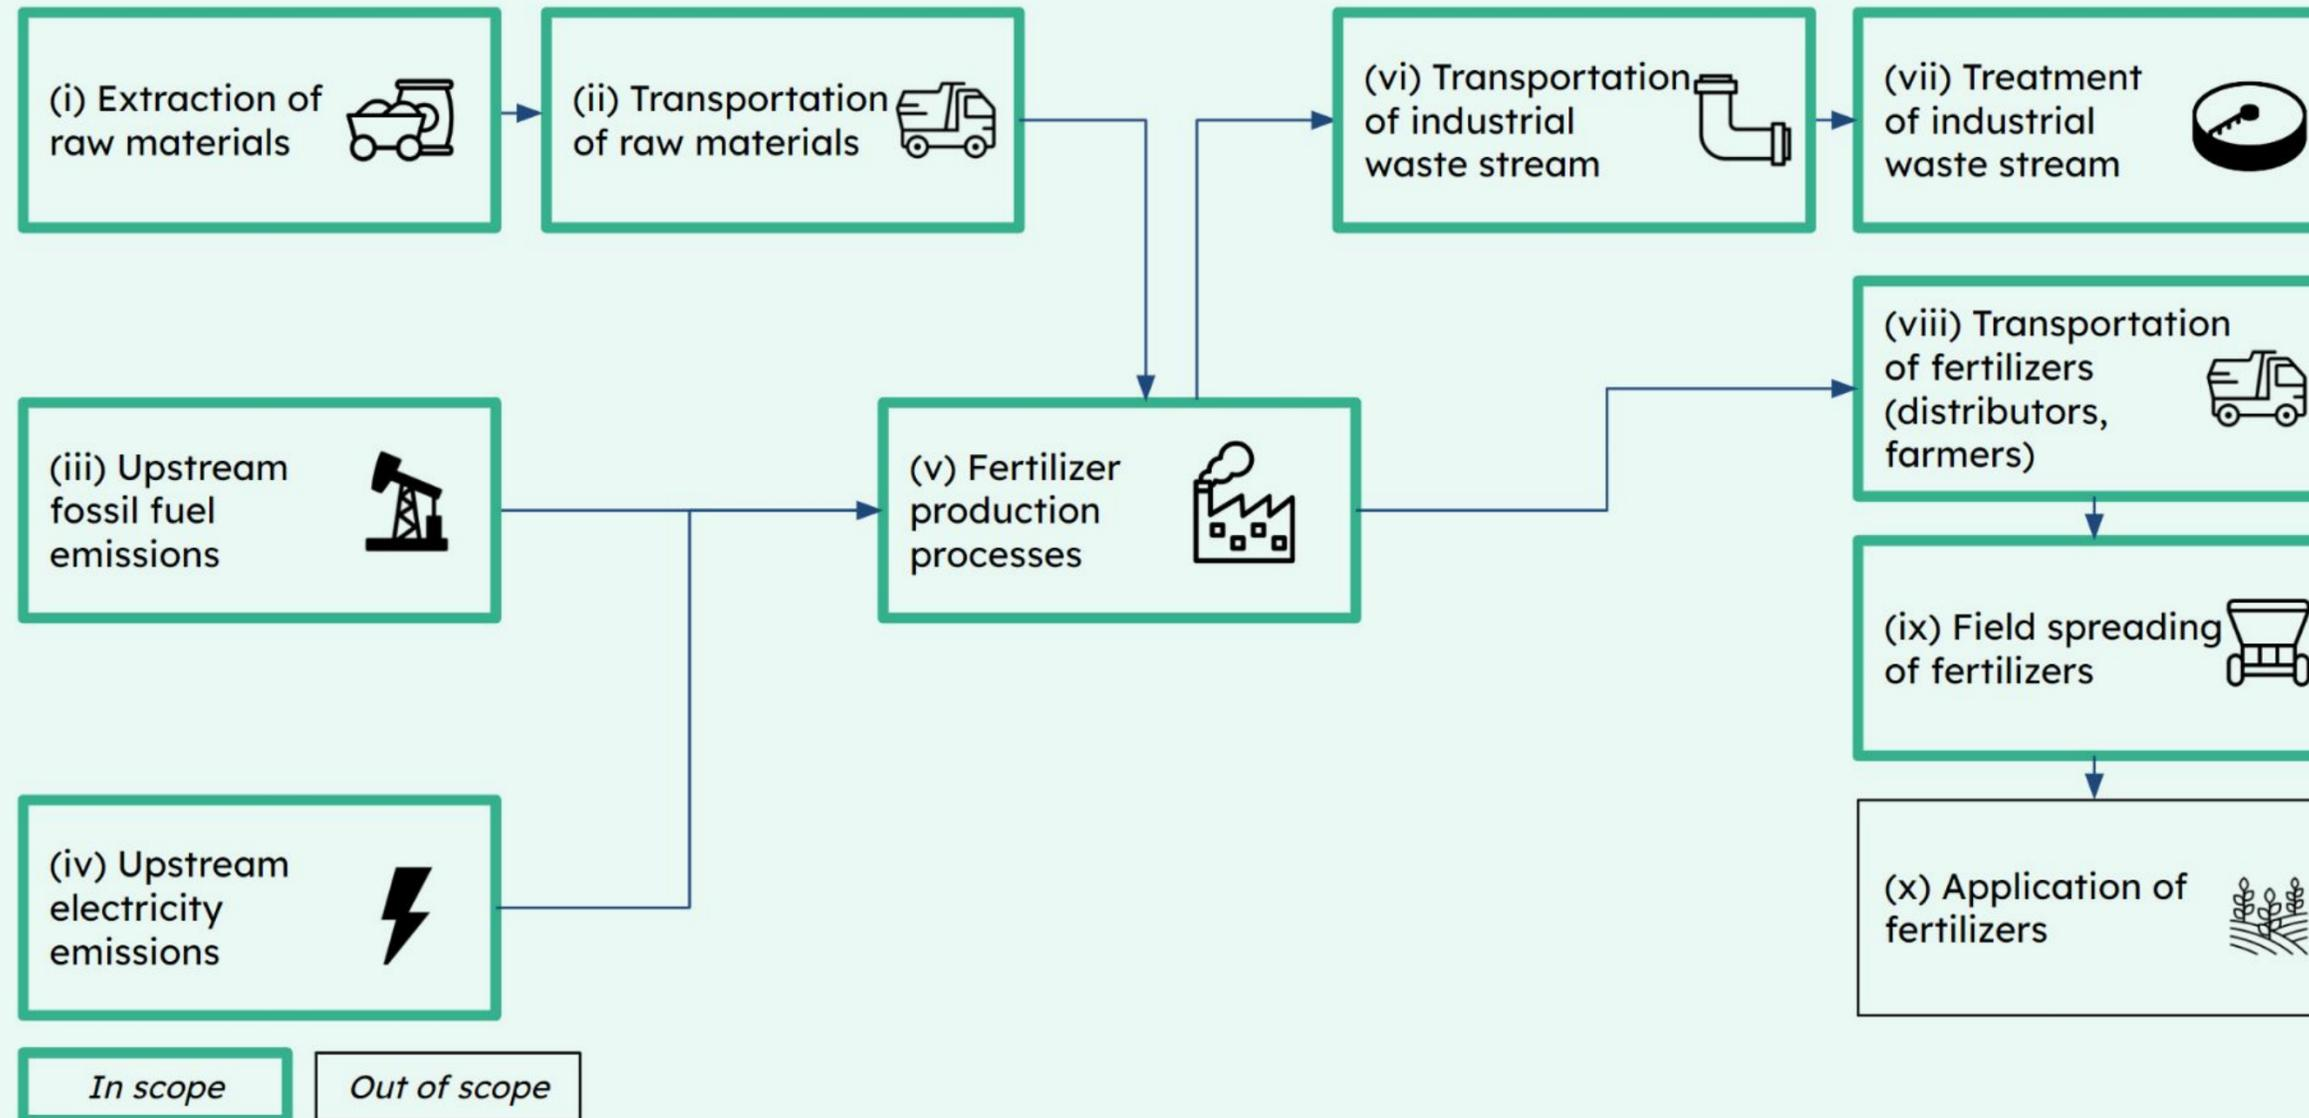 (i) Extraction of
raw materials
(ii) Transportation
of raw materials
(vi) Transportation
of industrial
waste stream
(vii) Treatment
of industrial
waste stream
(viii) Transportation
of fertilizers
(distributors,
farmers)
(iii) Upstream
fossil fuel
emissions
(v) Fertilizer
production
processes
(ix) Field spreading
of fertilizers
(iv) Upstream
electricity
emissions
(x) Application of
fertilizers
In scope
Out of scope